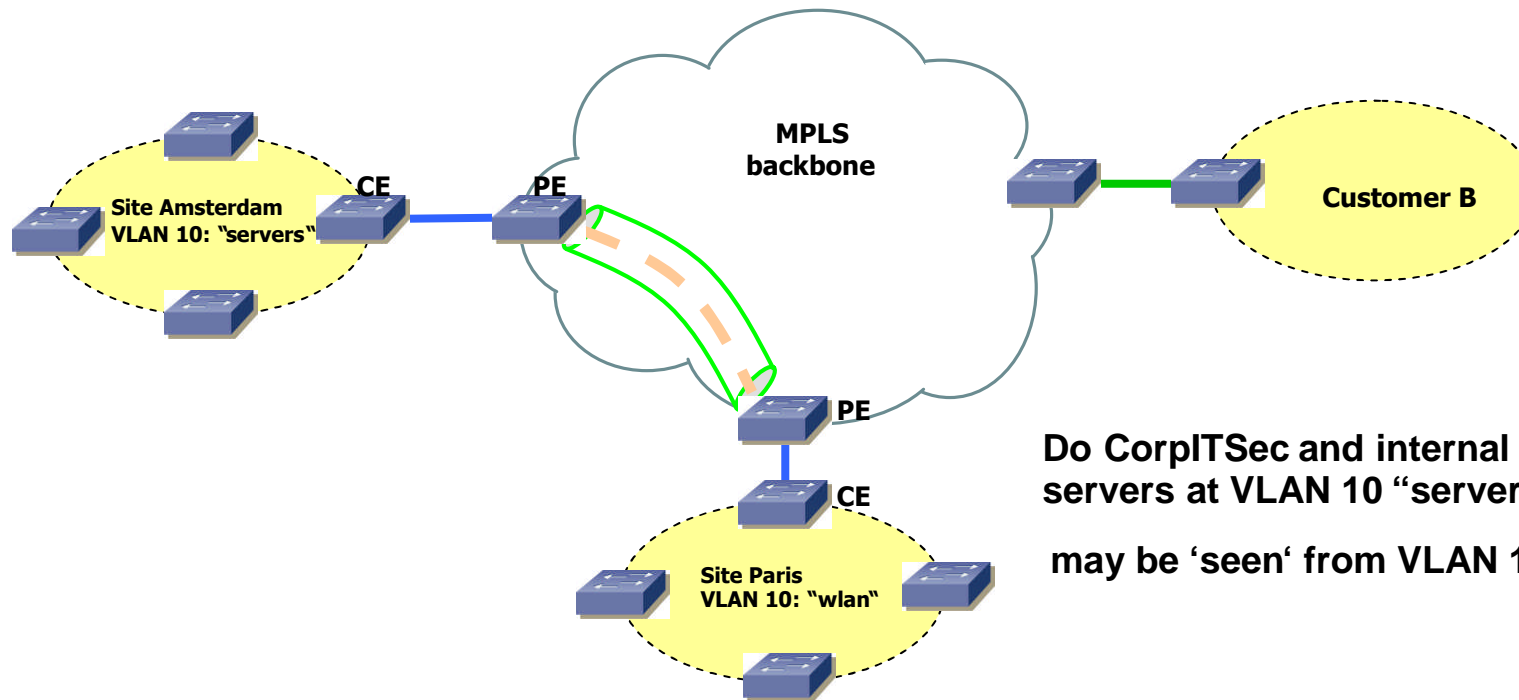 MPLS
backbone
CE
PE
Site Amsterdam
VLAN 10: "servers"
Customer B
PE
CE
Do CorpITSec and internal
servers at VLAN 10 “server
may be ‘seen‘ from VLAN 1
Site Paris
VLAN 10: "wlan"